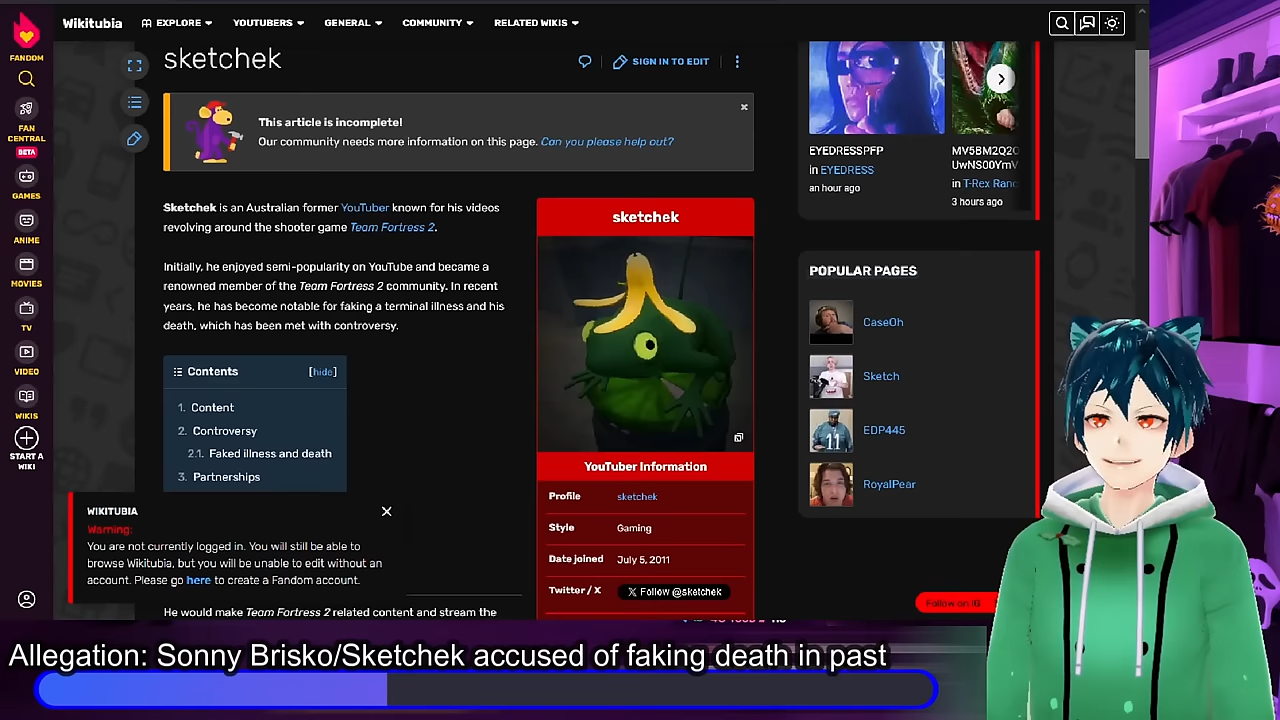 Wikitubia
EXPLORE
YOUTUBERS
GENERAL
COMMUNITY
RELATED WIKIS
FANDOM
FAN
CENTRAL
BETA
GAMES
ANIME
MOVIES
TV
VIDEO
WIKIS
START A
WIKI
sketchek
SIGN IN TO EDIT
This article is incomplete!
Our community needs more information on this page. Can you please help out?
Sketchek is an Australian former YouTuber known for his videos
revolving around the shooter game Team Fortress 2.
Initially, he enjoyed semi-popularity on YouTube and became a
renowned member of the Team Fortress 2 community. In recent
years, he has become notable for faking a terminal illness and his
death, which has been met with controversy.
Contents [hide]
1. Content
2. Controversy
2.1. Faked illness and death
3. Partnerships
WIKITUBIA
Warning:
You are not currently logged in. You will still be able to
browse Wikitubia, but you will be unable to edit without an
account. Please go here to create a Fandom account.
He would make Team Fortress 2 related content and stream the
sketchek
YouTuber Information
Profile sketchek
Style Gaming
Date joined July 5, 2011
Twitter / X X Follow @sketchek
EYEDRESSPFP
in EYEDRESS
an hour ago
MV5BM2Q2O
UwNS00YmV
in T-Rex Ranc
3 hours ago
POPULAR PAGES
CaseOh
Sketch
11
EDP445
RoyalPear
Follow on IG
Allegation: Sonny Brisko/Sketchek accused of faking death in past